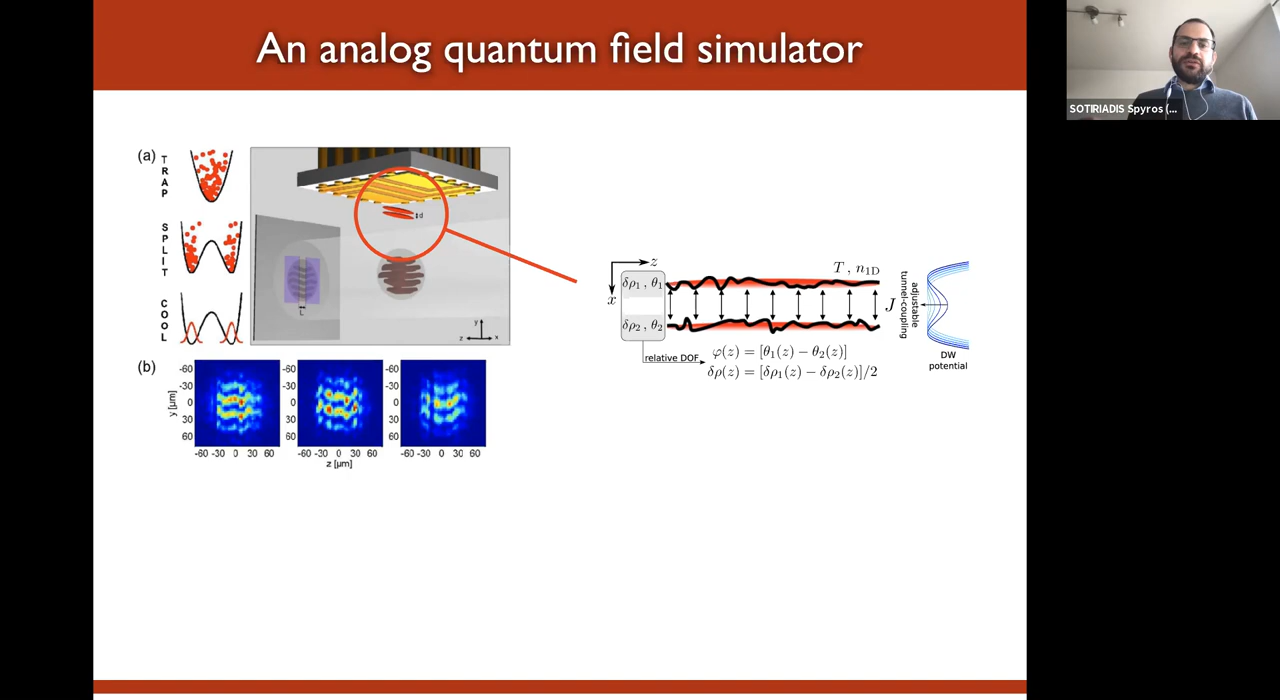 An analog quantum field simulator
SOTIRIADIS Spyros (...
(a)
TRAP
SPLIT
COOL
d
L
y
z
x
(b)
-60
-30
0
30
60
y [µm]
-60 -30 0 30 60
-60
-30
0
30
60
-60 -30 0 30 60
z [µm]
-60
-30
0
30
60
-60 -30 0 30 60
z
x
δρ₁ , θ₁
δρ₂ , θ₂
T , n₁D
J
adjustable
tunnel-coupling
DW
potential
relative DOF
φ(z) = [θ₁(z) − θ₂(z)]
δρ(z) = [δρ₁(z) − δρ₂(z)]/2